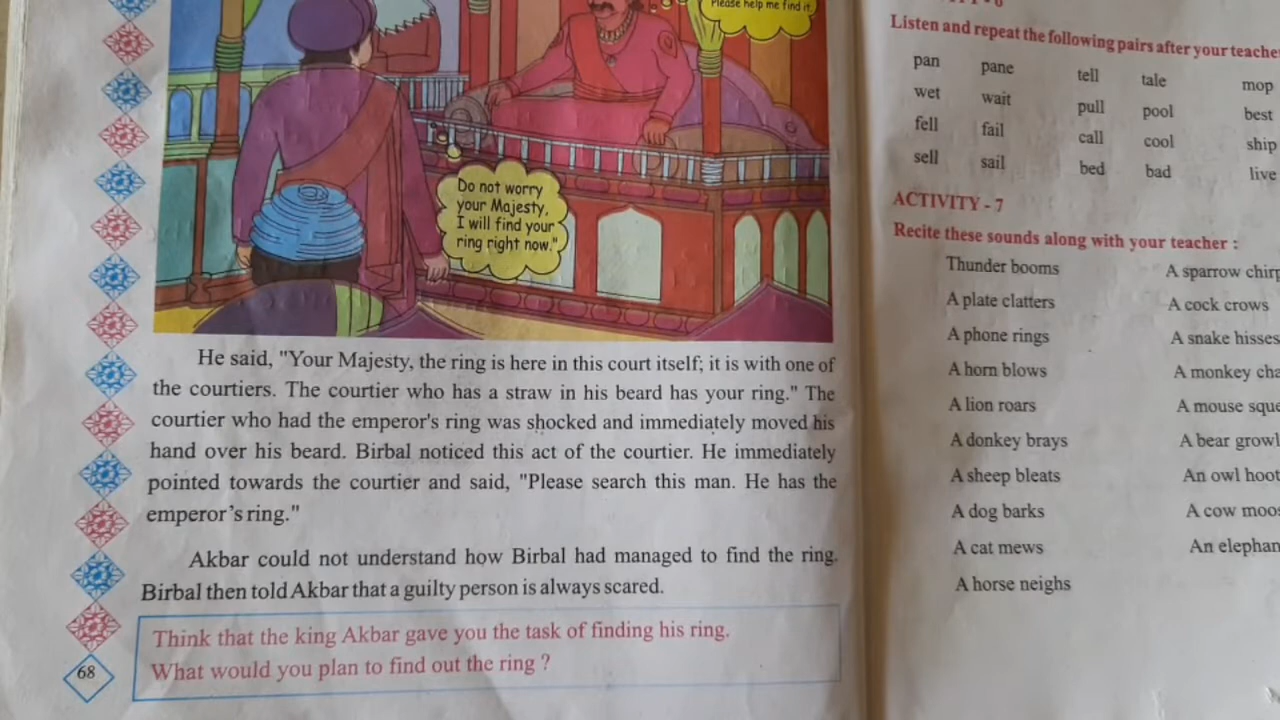 Please help me find it.
Do not worry
your Majesty,
I will find your
ring right now."
He said, "Your Majesty, the ring is here in this court itself; it is with one of
the courtiers. The courtier who has a straw in his beard has your ring." The
courtier who had the emperor's ring was shocked and immediately moved his
hand over his beard. Birbal noticed this act of the courtier. He immediately
pointed towards the courtier and said, "Please search this man. He has the
emperor's ring."
Akbar could not understand how Birbal had managed to find the ring.
Birbal then told Akbar that a guilty person is always scared.
Think that the king Akbar gave you the task of finding his ring.
What would you plan to find out the ring ?
68
Listen and repeat the following pairs after your
pan pane tell tale mop
wet wait pull pool best
fell fail call cool ship
sell sail bed bad live
ACTIVITY - 7
Recite these sounds along with your teacher :
Thunder booms A sparrow
A plate clatters A cock crows
A phone rings A snake hisses
A horn blows A monkey
A lion roars A mouse
A donkey brays A bear
A sheep bleats An owl
A dog barks A cow
A cat mews An
A horse neighs